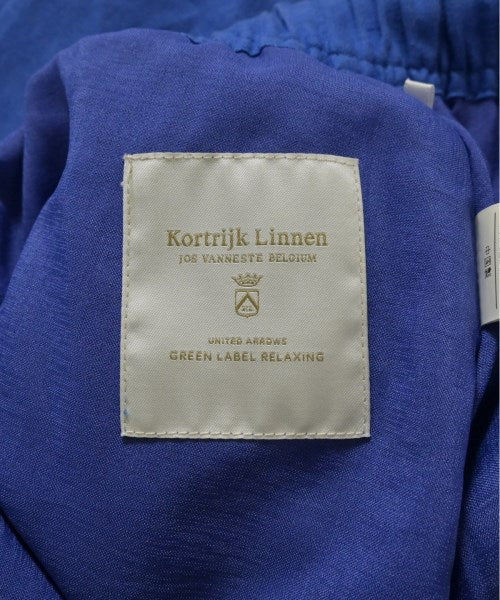 Kortrijk Linnen
JOS VANNESTE BELGIUM
UNITED ARROWS
GREEN LABEL RELAXING